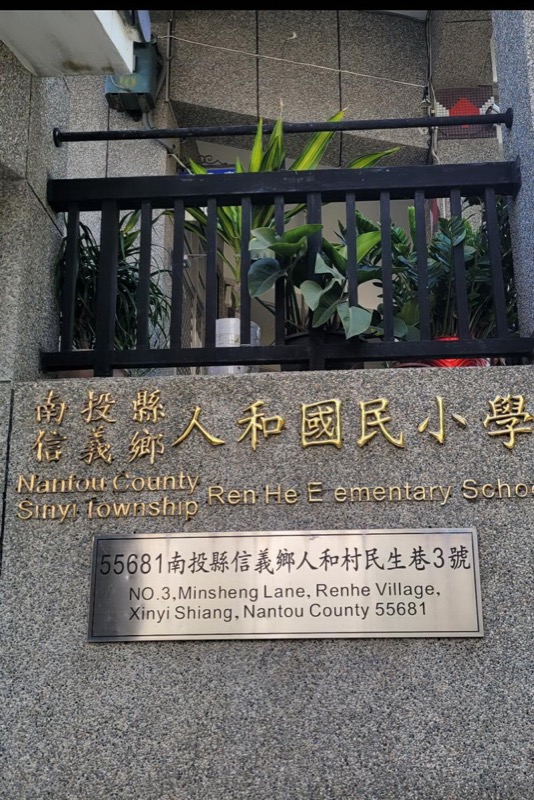 南投縣
信義鄉
人和國民小學
Nantou County
Sinyi Township
Ren He E ementary Schoo
55681南投縣信義鄉人和村民生巷3號
NO.3,Minsheng Lane, Renhe Village,
Xinyi Shiang, Nantou County 55681